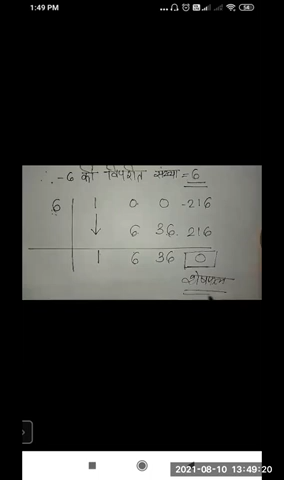 1:49 PM
54
∴ -6 की विपरीत संख्या = 6
6 1 0 0 -216
↓ 6 36 216
1 6 36 0
शेषफल
2021-08-10 13:49:20